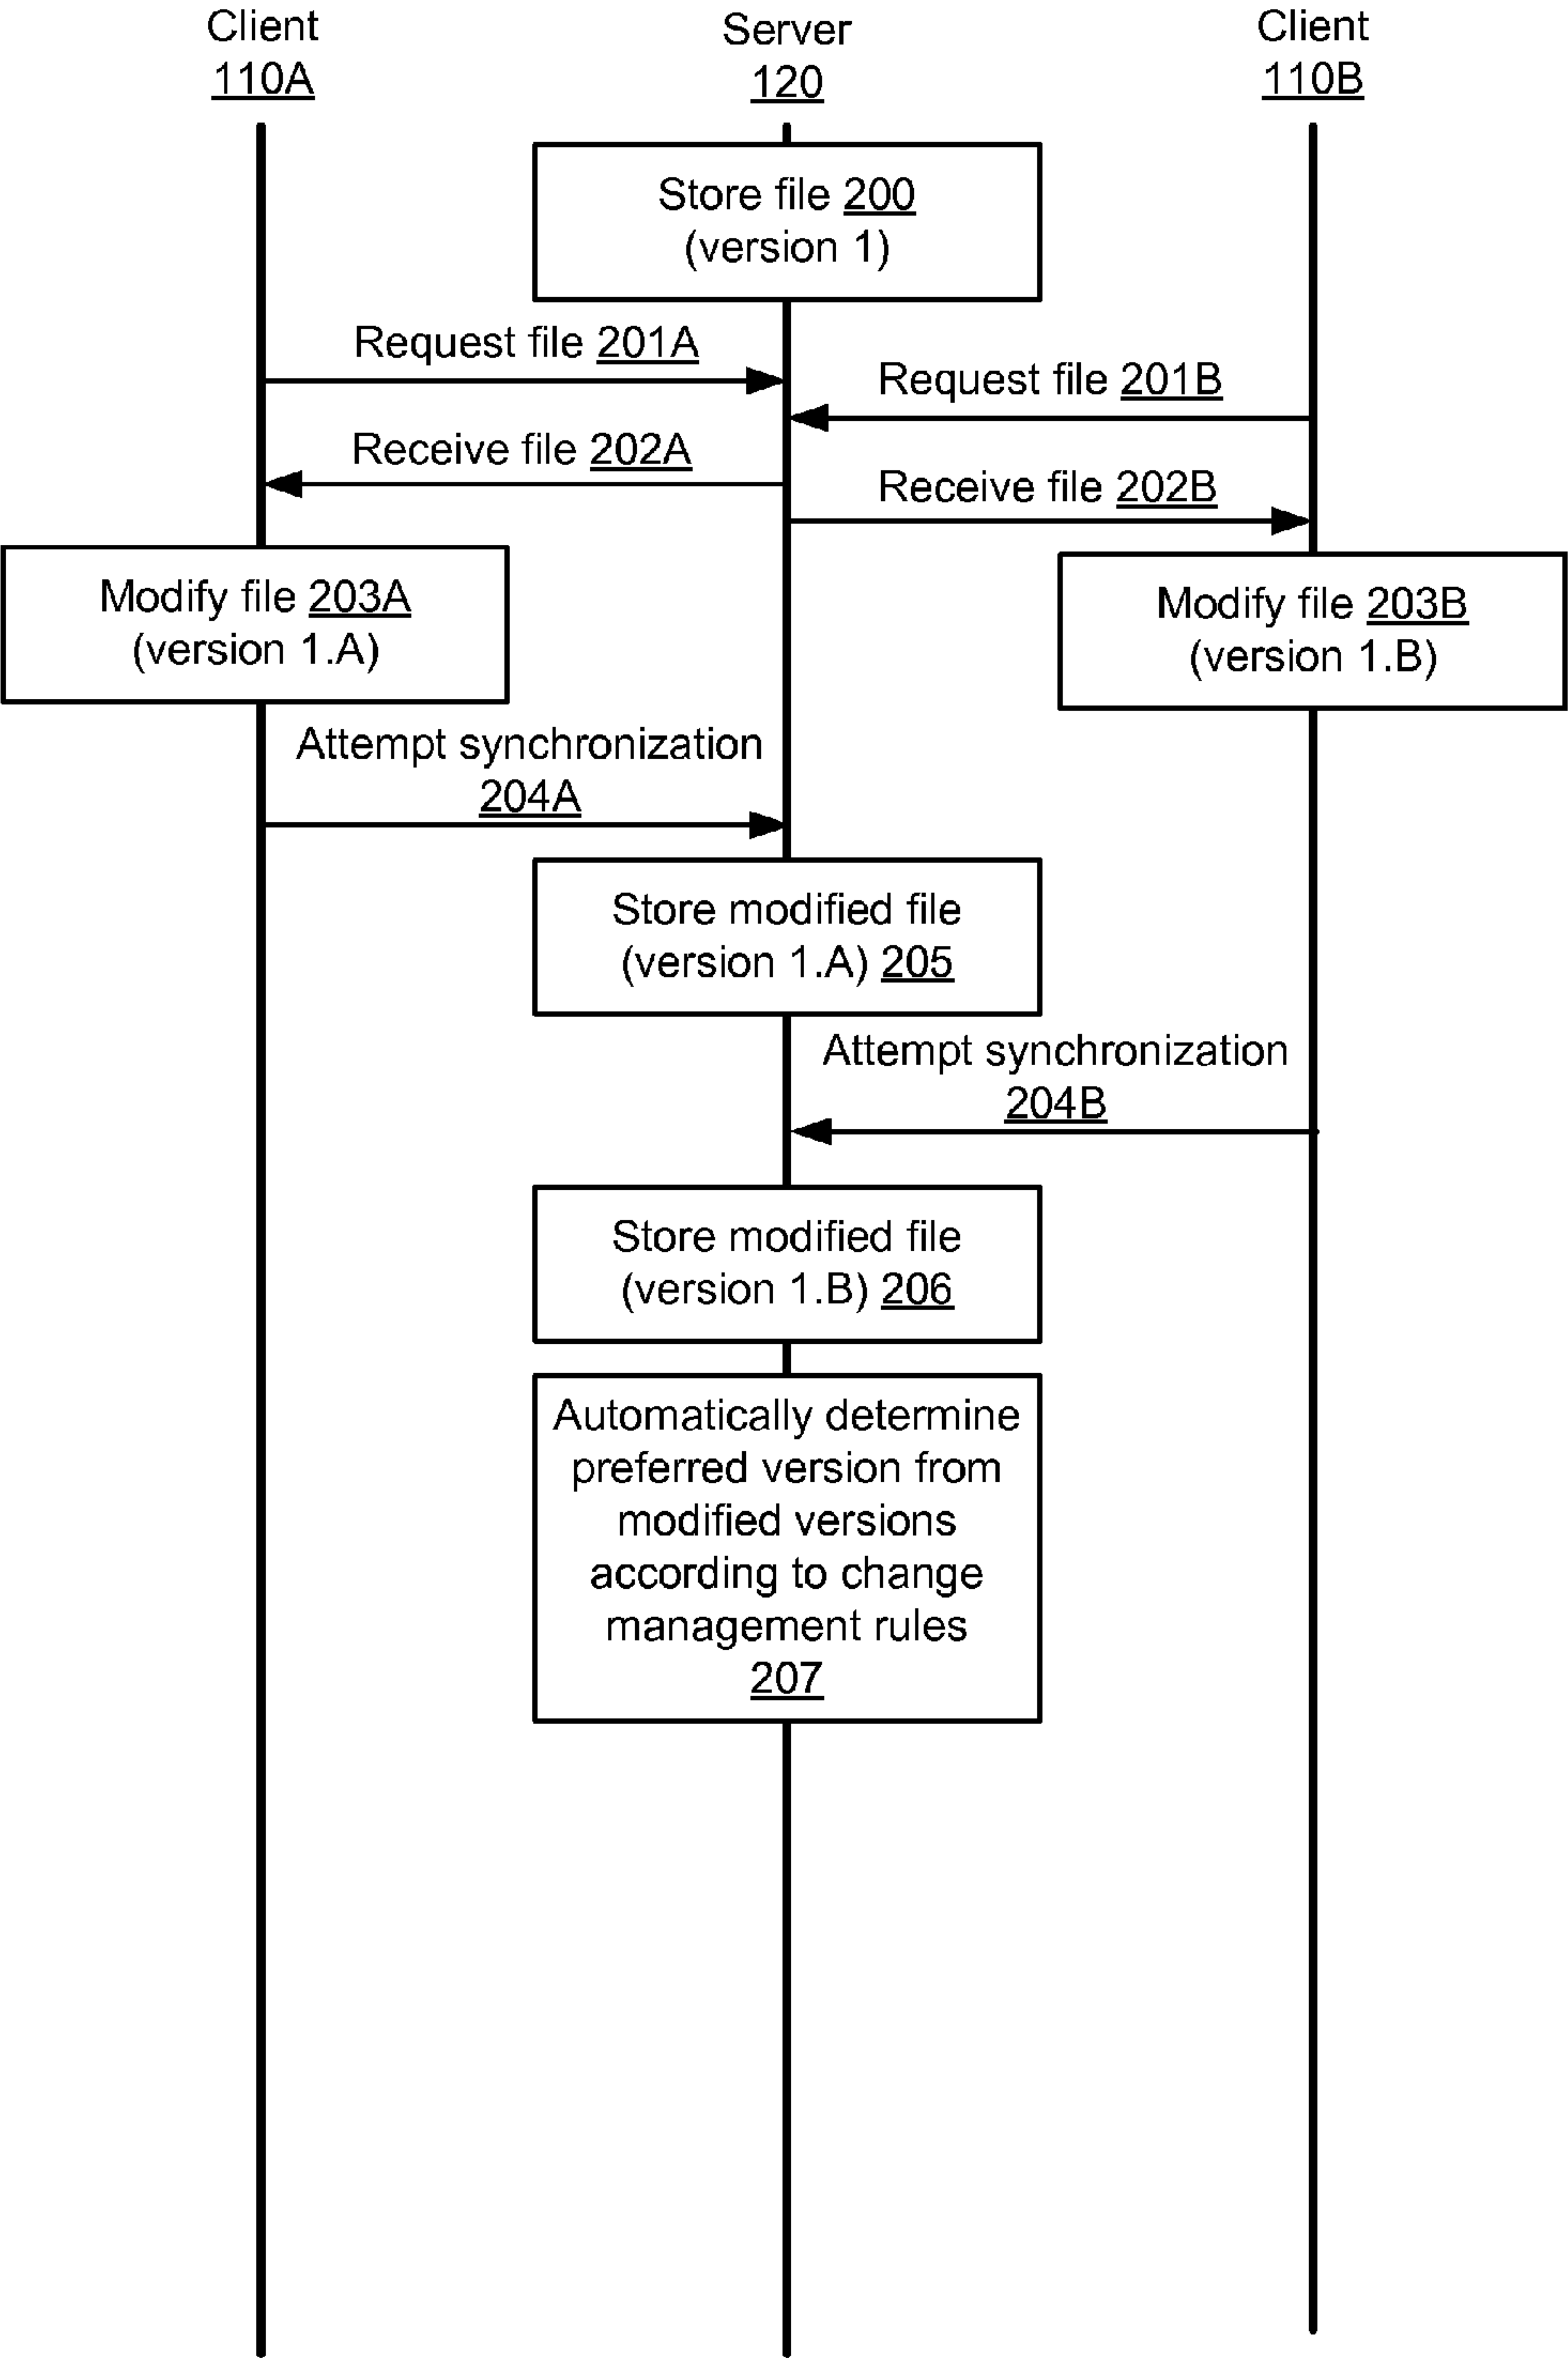 Client
110A
Server
120
Client
110B
Store file 200
(version 1)
Request file 201A
Request file 201B
Receive file 202A
Receive file 202B
Modify file 203A
(version 1.A)
Modify file 203B
(version 1.B)
Attempt synchronization
204A
Store modified file
(version 1.A) 205
Attempt synchronization
204B
Store modified file
(version 1.B) 206
Automatically determine
preferred version from
modified versions
according to change
management rules
207